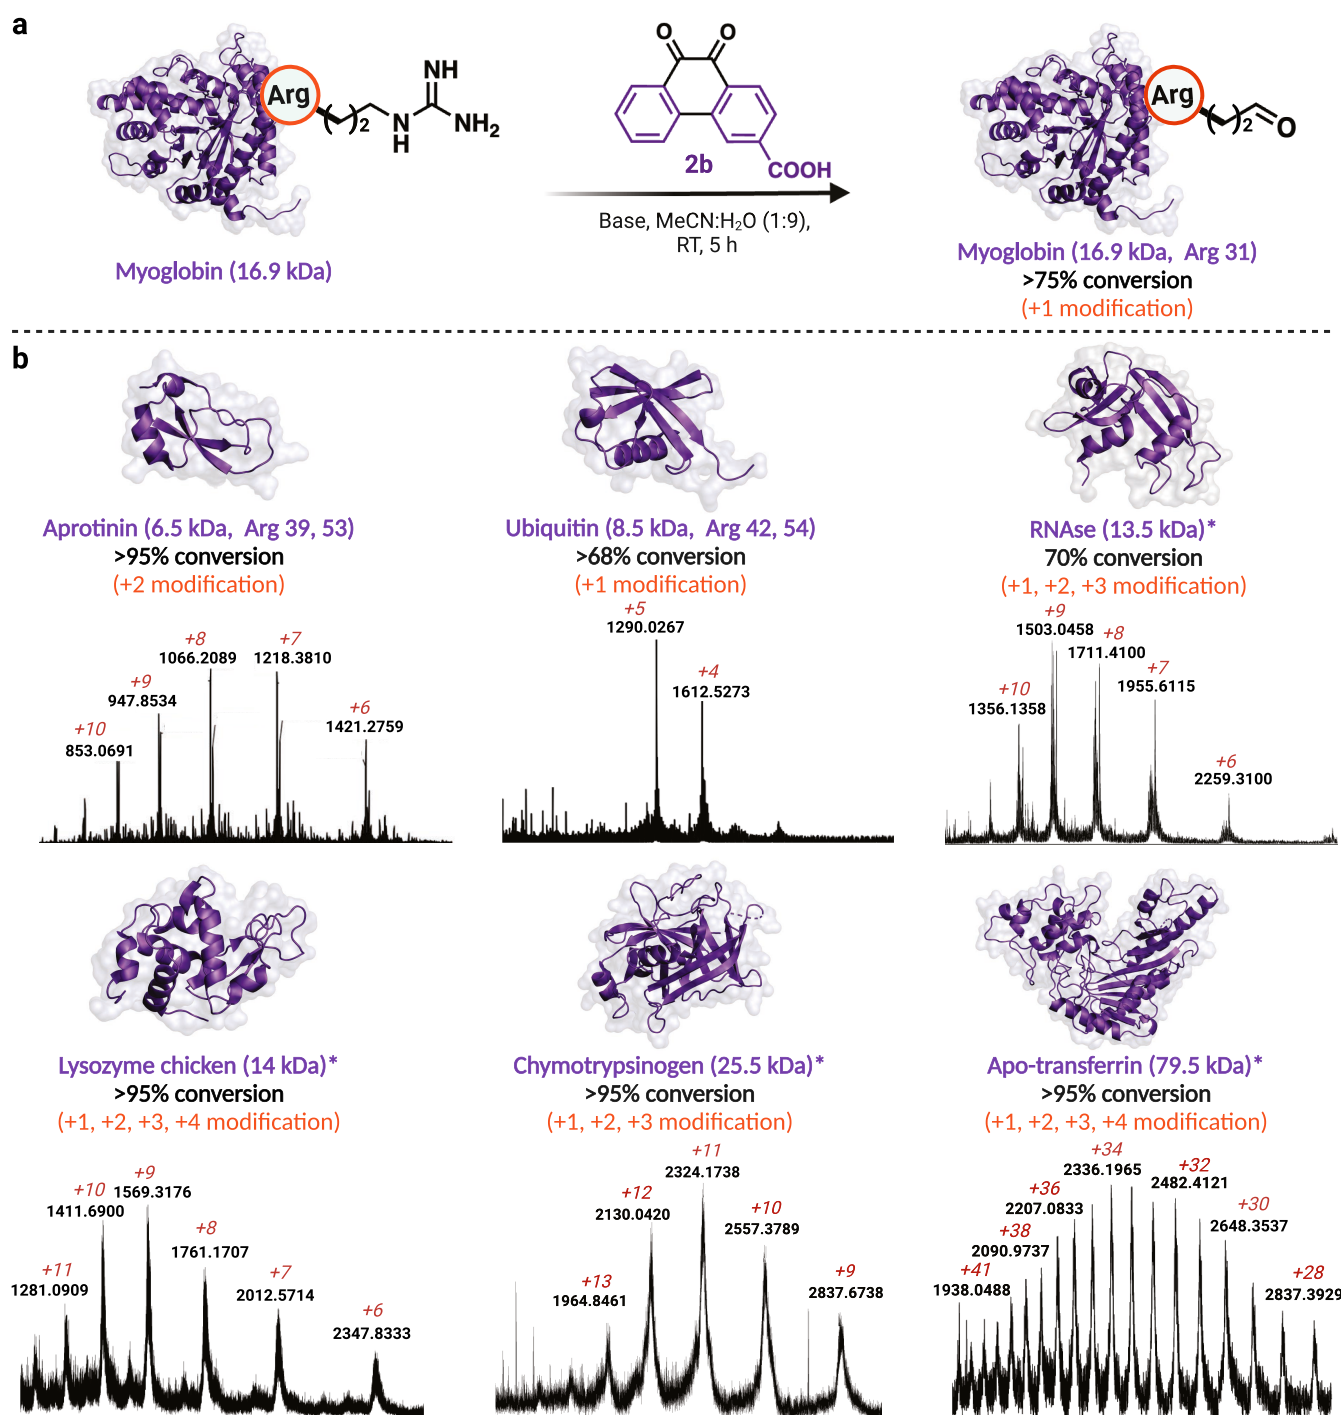 a
Arg
( )2
N
H
NH
NH2
O O
2b
COOH
Base, MeCN:H2O (1:9),
RT, 5 h
Arg
( )2
O
Myoglobin (16.9 kDa)
Myoglobin (16.9 kDa, Arg 31)
>75% conversion
(+1 modification)
b
Aprotinin (6.5 kDa, Arg 39, 53)
>95% conversion
(+2 modification)
+10
853.0691
+9
947.8534
+8
1066.2089
+7
1218.3810
+6
1421.2759
Ubiquitin (8.5 kDa, Arg 42, 54)
>68% conversion
(+1 modification)
+5
1290.0267
+4
1612.5273
RNAse (13.5 kDa)*
70% conversion
(+1, +2, +3 modification)
+10
1356.1358
+9
1503.0458
+8
1711.4100
+7
1955.6115
+6
2259.3100
Lysozyme chicken (14 kDa)*
>95% conversion
(+1, +2, +3, +4 modification)
+11
1281.0909
+10
1411.6900
+9
1569.3176
+8
1761.1707
+7
2012.5714
+6
2347.8333
Chymotrypsinogen (25.5 kDa)*
>95% conversion
(+1, +2, +3 modification)
+13
1964.8461
+12
2130.0420
+11
2324.1738
+10
2557.3789
+9
2837.6738
Apo-transferrin (79.5 kDa)*
>95% conversion
(+1, +2, +3, +4 modification)
+41
1938.0488
+38
2090.9737
+36
2207.0833
+34
2336.1965
+32
2482.4121
+30
2648.3537
+28
2837.3929